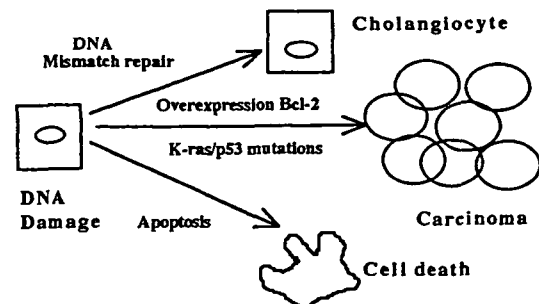 Cholangiocyte
DNA
Mismatch repair
Overexpression Bcl-2
K-ras/p53 mutations
DNA
Damage
Apoptosis
Carcinoma
Cell death